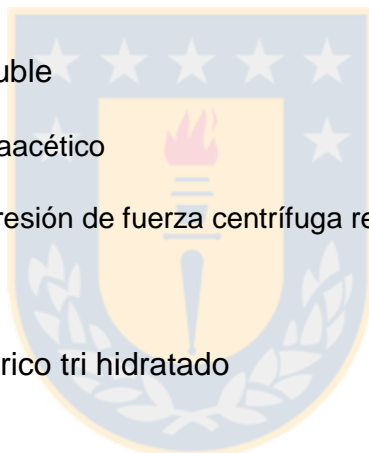 uble
aacético
resión de fuerza centrífuga re
rico tri hidratado